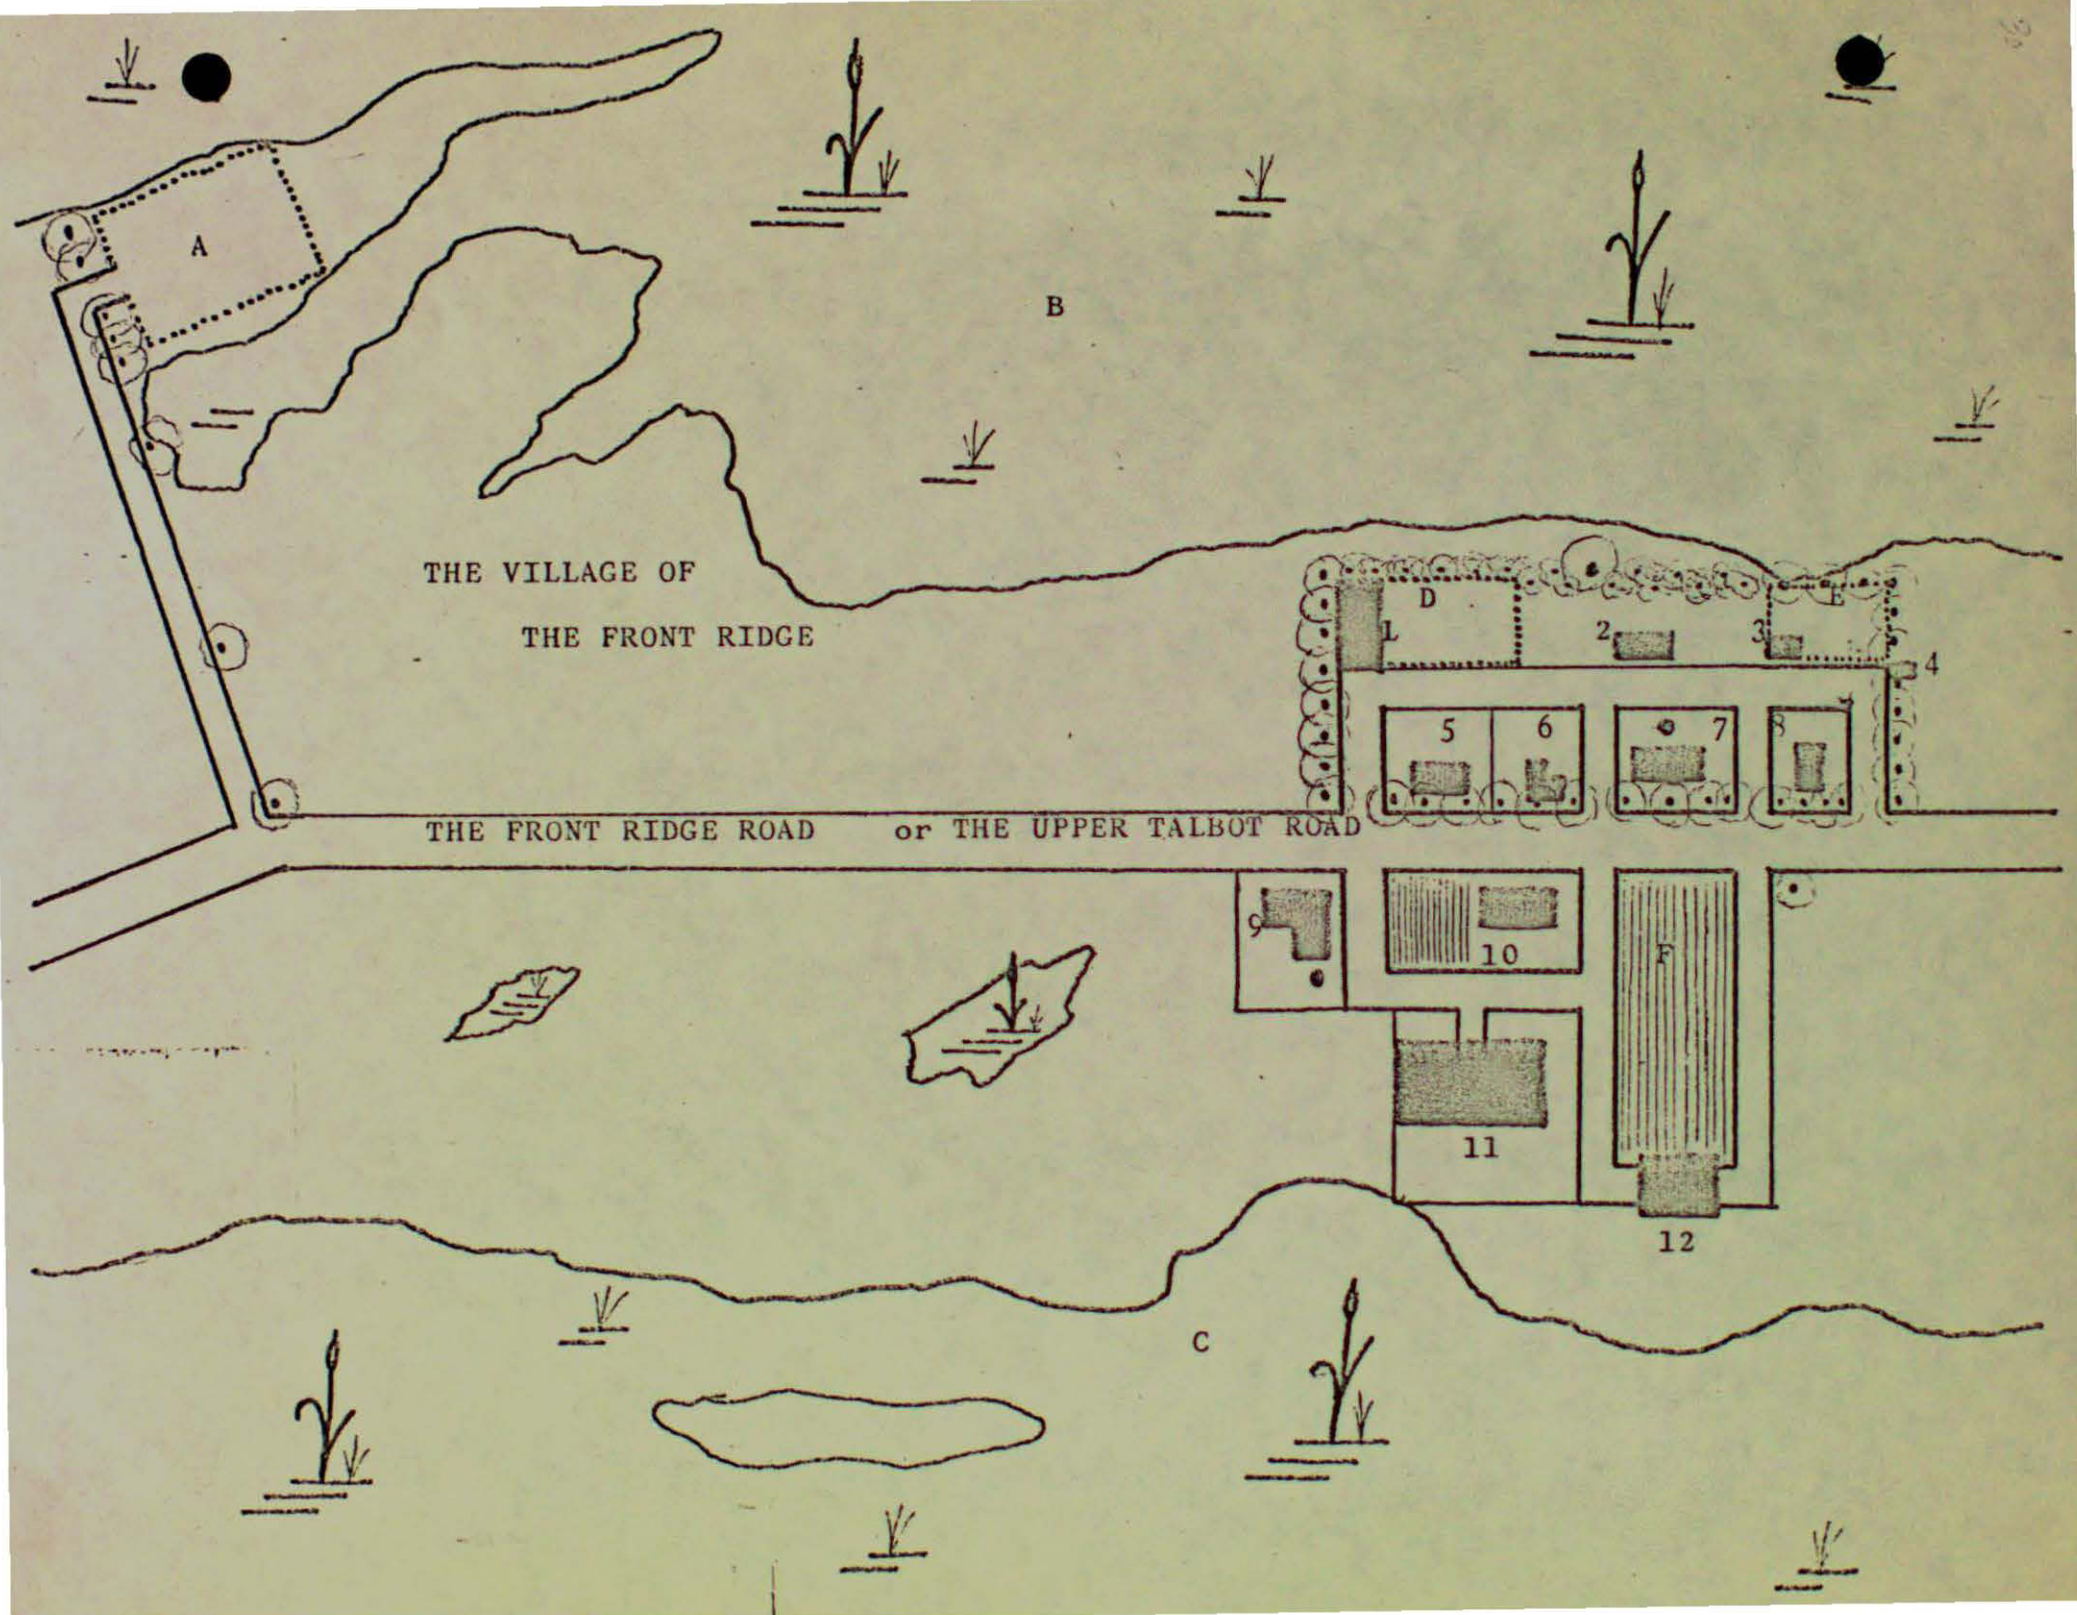 A
B
THE VILLAGE OF
THE FRONT RIDGE
D
E
1
2
3
4
5
6
7
8
THE FRONT RIDGE ROAD or THE UPPER TALBOT ROAD
9
10
F
11
12
C